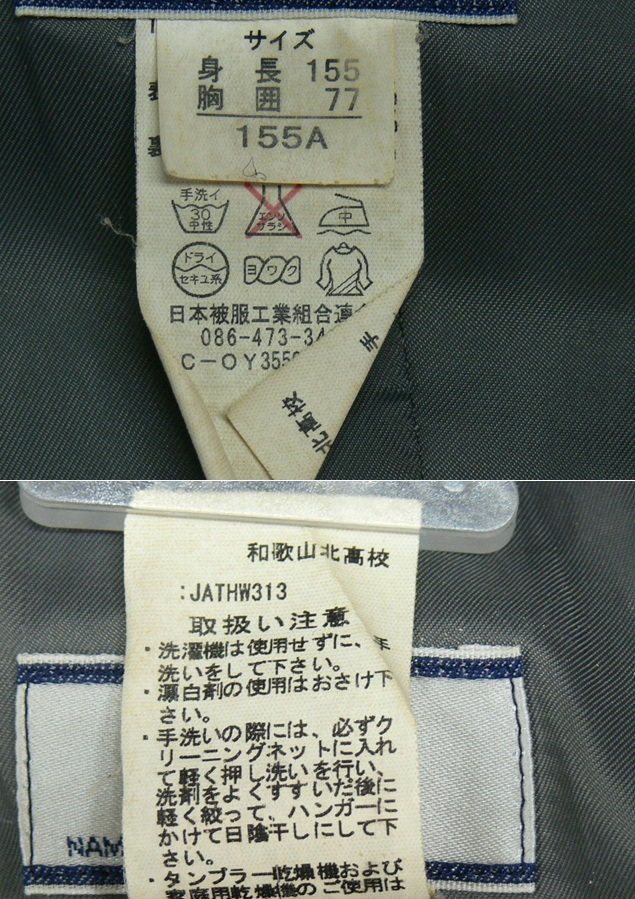 サイズ
身長 155
胸囲 77
155A
手洗イ
30
中性
エンソ
サラシ
中
ドライ
セキユ系
ヨワク
日本被服工業組合連
086-473-34
C-OY355
手
北高校
和歌山北高校
:JATHW313
取扱い注意
・洗濯機は使用せずに、手
洗いをして下さい。
・漂白剤の使用はおさけ下
さい。
・手洗いの際には、必ずク
リーニングネットに入れ
て軽く押し洗いを行い、
洗剤をよくすすいだ後に
軽く絞って、ハンガーに
かけて日陰干しにして下
さい。
・タンブラー乾燥機および
家庭用乾燥機のご使用は
NAM